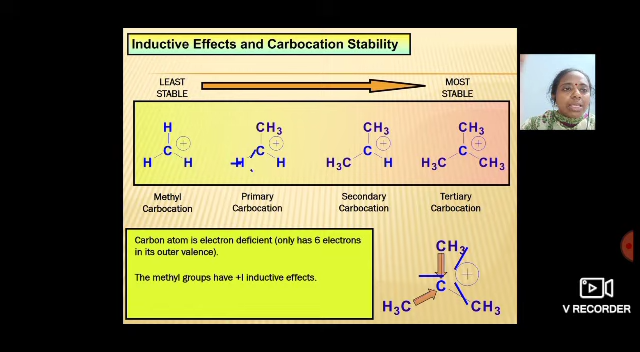 Inductive Effects and Carbocation Stability
LEAST
STABLE
MOST
STABLE
H
C
H
H
+
CH3
C
H
H
+
CH3
C
H3C
H
+
CH3
C
H3C
CH3
+
Methyl
Carbocation
Primary
Carbocation
Secondary
Carbocation
Tertiary
Carbocation
Carbon atom is electron deficient (only has 6 electrons
in its outer valence).
The methyl groups have +I inductive effects.
CH3
C
+
H3C
CH3
V RECORDER